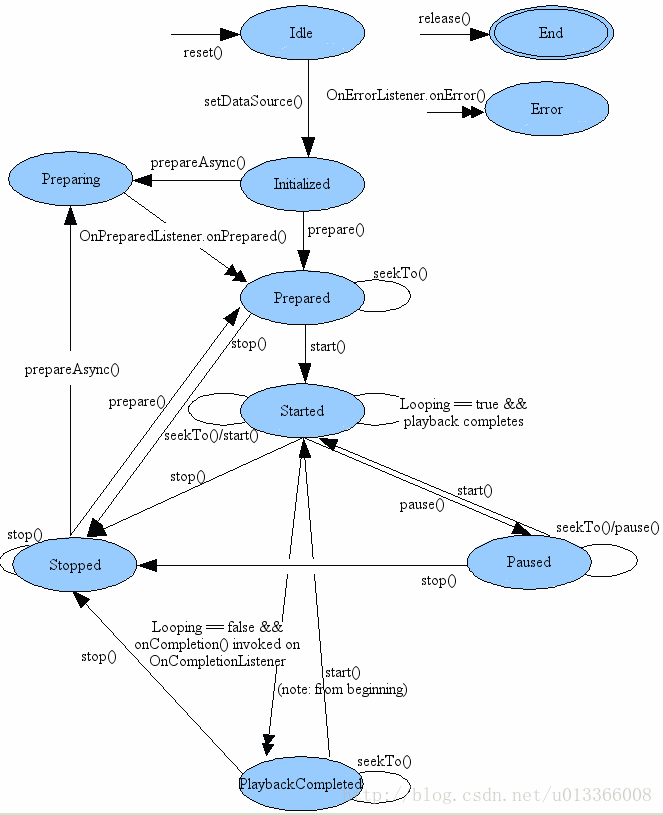 Idle
release()
End
reset()
OnErrorListener.onError()
Error
setDataSource()
prepareAsync()
Preparing
Initialized
OnPreparedListener.onPrepared()
prepare()
seekTo()
Prepared
stop()
start()
prepareAsync()
prepare()
Started
Looping == true &&
playback completes
seekTo()/start()
stop()
start()
pause()
stop()
seekTo()/pause()
Stopped
Paused
stop()
Looping == false &&
onCompletion() invoked on
OnCompletionListener
stop()
start()
(note: from beginning)
seekTo()
PlaybackCompleted
http://blog.csdn.net/u013366008